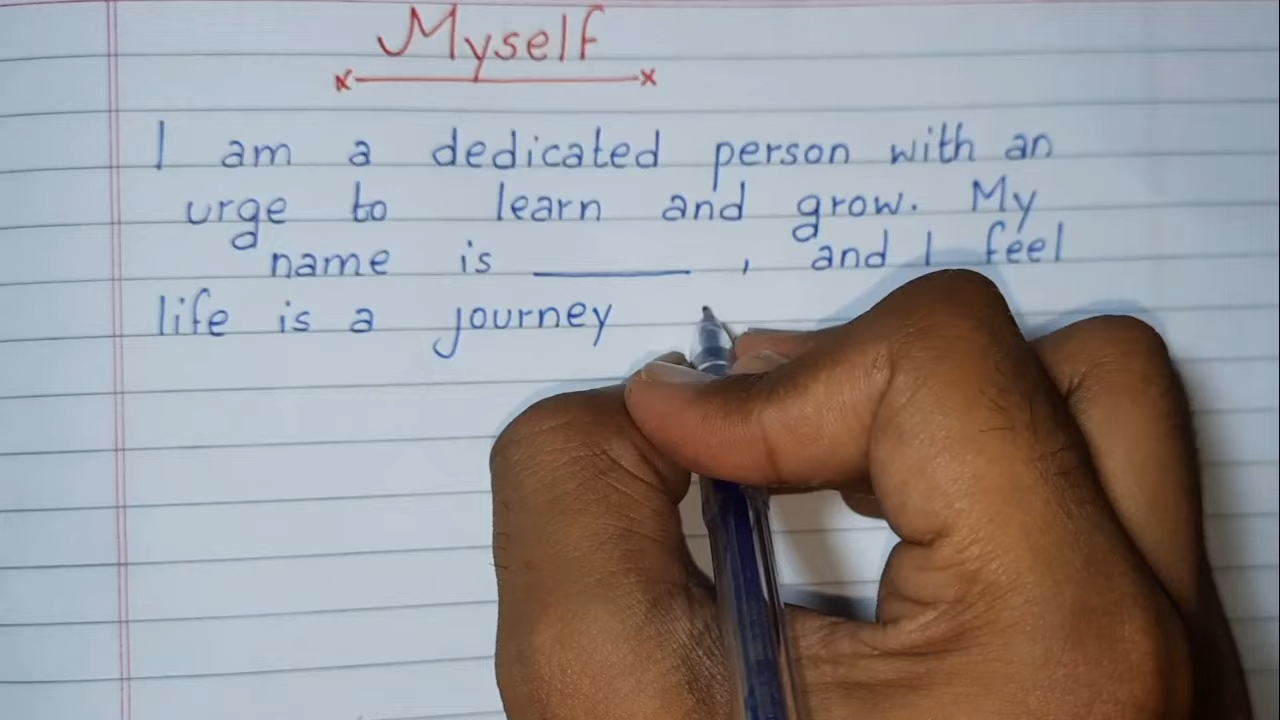 Myself
I am a dedicated person with an
urge to learn and grow. My
name is ______ , and I feel
life is a journey